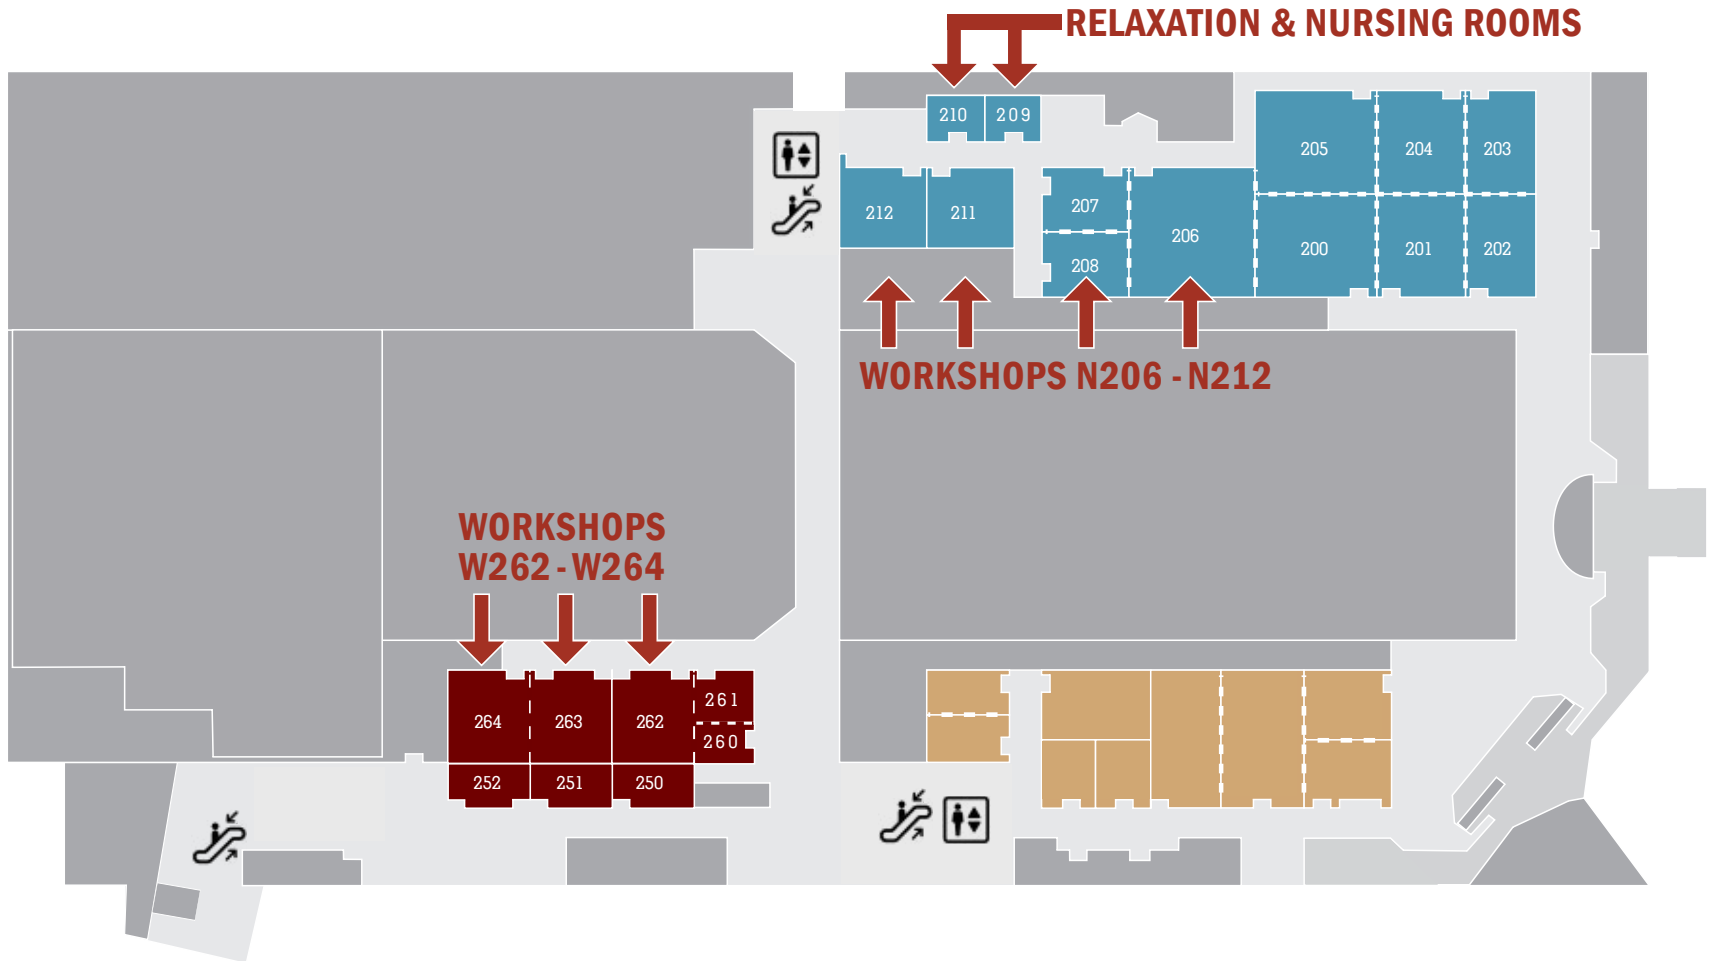 RELAXATION & NURSING ROOMS
210 209
205 204 203
212 211 207 206
208 200 201 202
WORKSHOPS N206 - N212
WORKSHOPS
W262 - W264
264 263 262 261
260
252 251 250